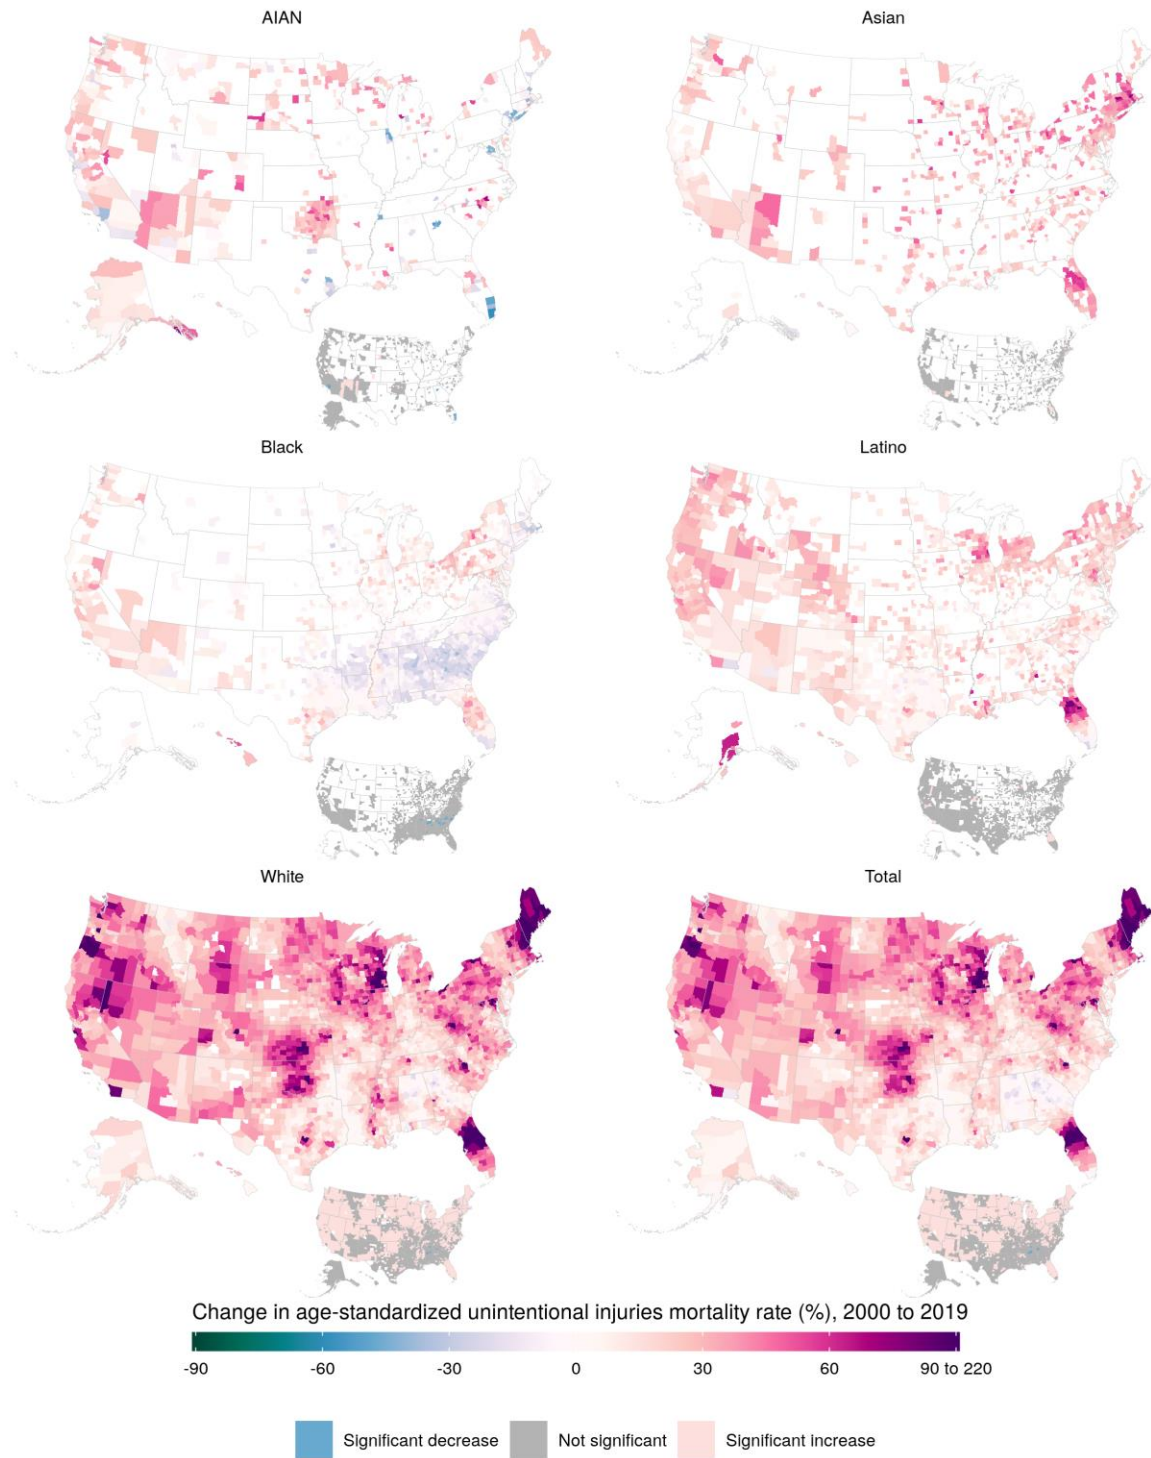 AIAN
Asian
Black
Latino
White
Total
Change in age-standardized unintentional injuries mortality rate (%), 2000 to 2019
-90 -60 -30 0 30 60 90 to 220
Significant decrease Not significant Significant increase